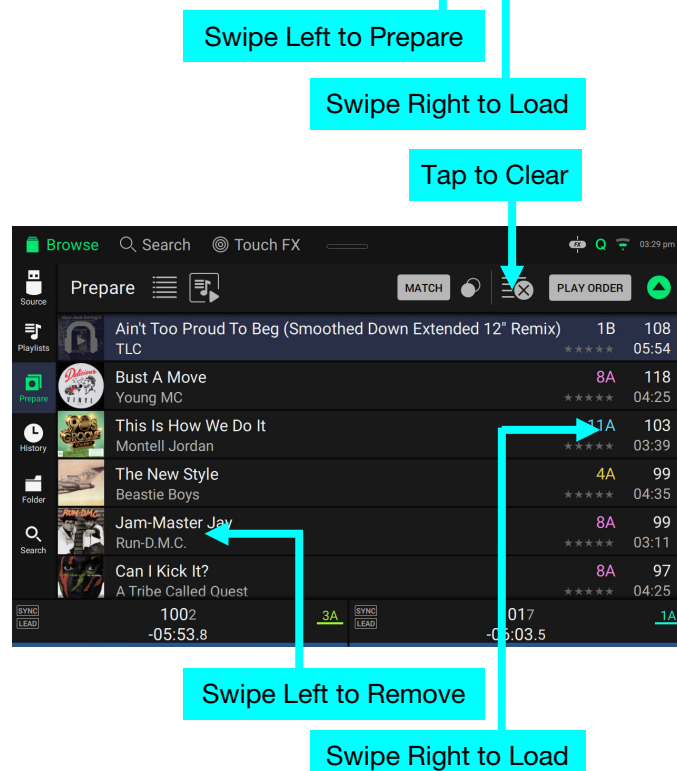 Swipe Left to Prepare
Swipe Right to Load
Tap to Clear
Browse Search Touch FX FX Q 03:29 pm
Source
Prepare MATCH PLAY ORDER
Playlists
Ain't Too Proud To Beg (Smoothed Down Extended 12" Remix) 1B 108
TLC ★★★★★ 05:54
Prepare
Bust A Move 8A 118
Young MC ★★★★★ 04:25
History
This Is How We Do It 11A 103
Montell Jordan ★★★★★ 03:39
Folder
The New Style 4A 99
Beastie Boys ★★★★★ 04:35
Search
Jam-Master Jay 8A 99
Run-D.M.C. ★★★★★ 03:11
Can I Kick It? 8A 97
A Tribe Called Quest ★★★★★ 04:25
SYNC 1002 3A SYNC 017 1A
LEAD -05:53.8 LEAD -05:03.5
Swipe Left to Remove
Swipe Right to Load